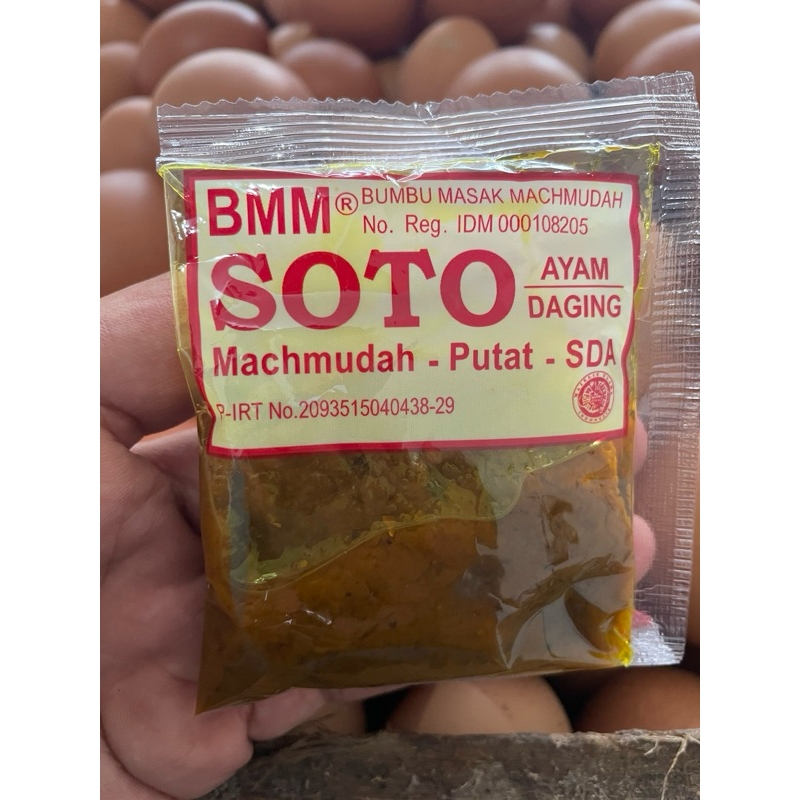 BMM® BUMBU MASAK MACHMUDAH
No. Reg. IDM 000108205
SOTO AYAM
DAGING
Machmudah - Putat - SDA
P-IRT No.2093515040438-29